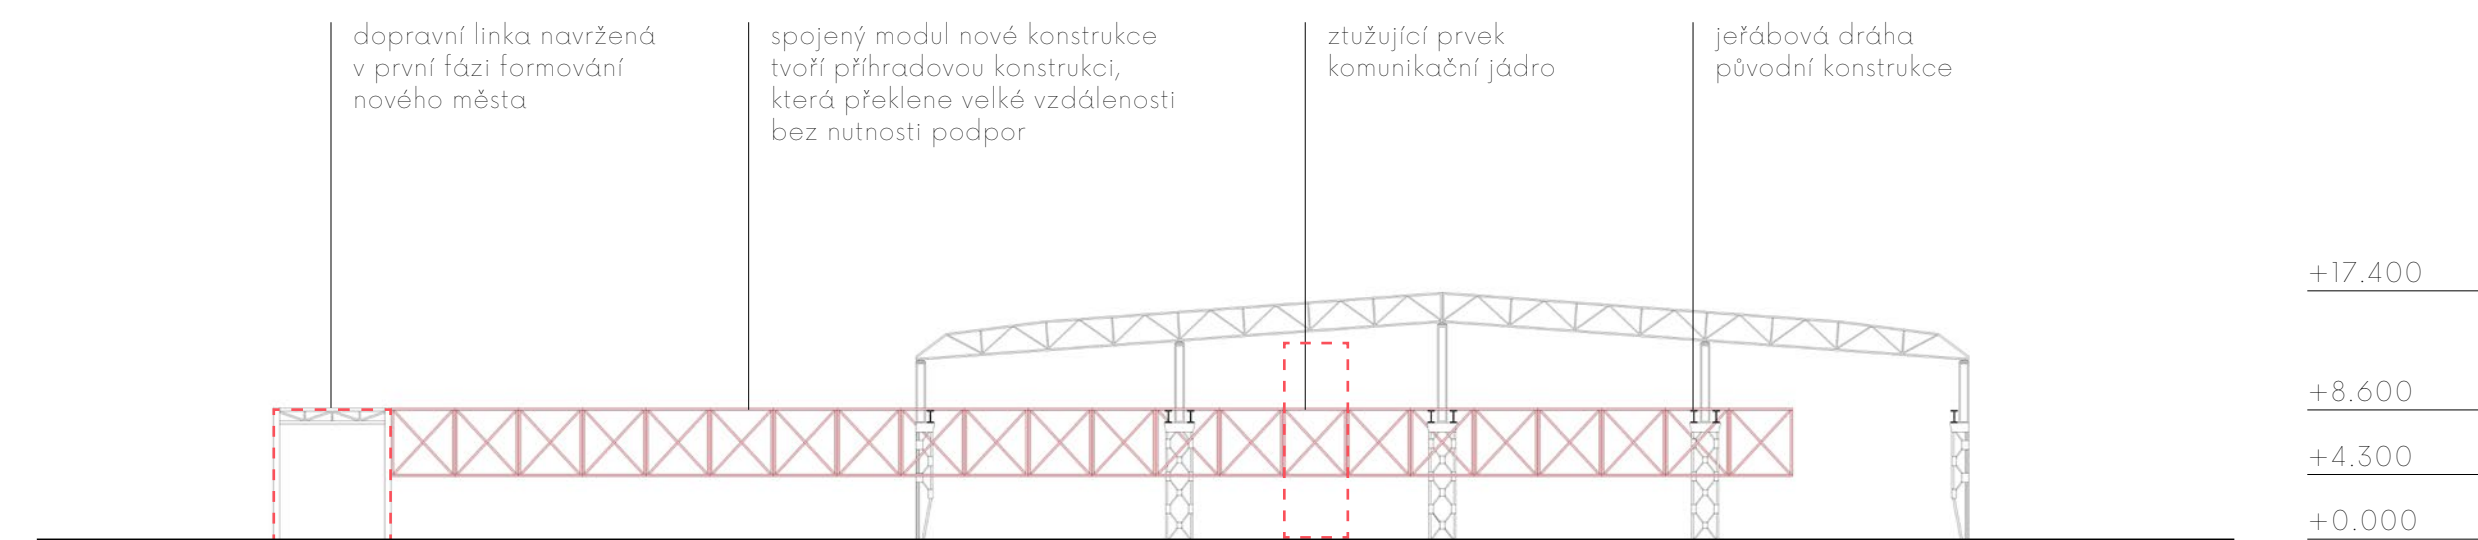 dopravní linka navržená
v první fázi formování
nového města
spojený modul nové konstrukce
tvoří příhradovou konstrukci,
která překlene velké vzdálenosti
bez nutnosti podpor
ztužující prvek
komunikační jádro
jeřábová dráha
původní konstrukce
+17.400
+8.600
+4.300
+0.000